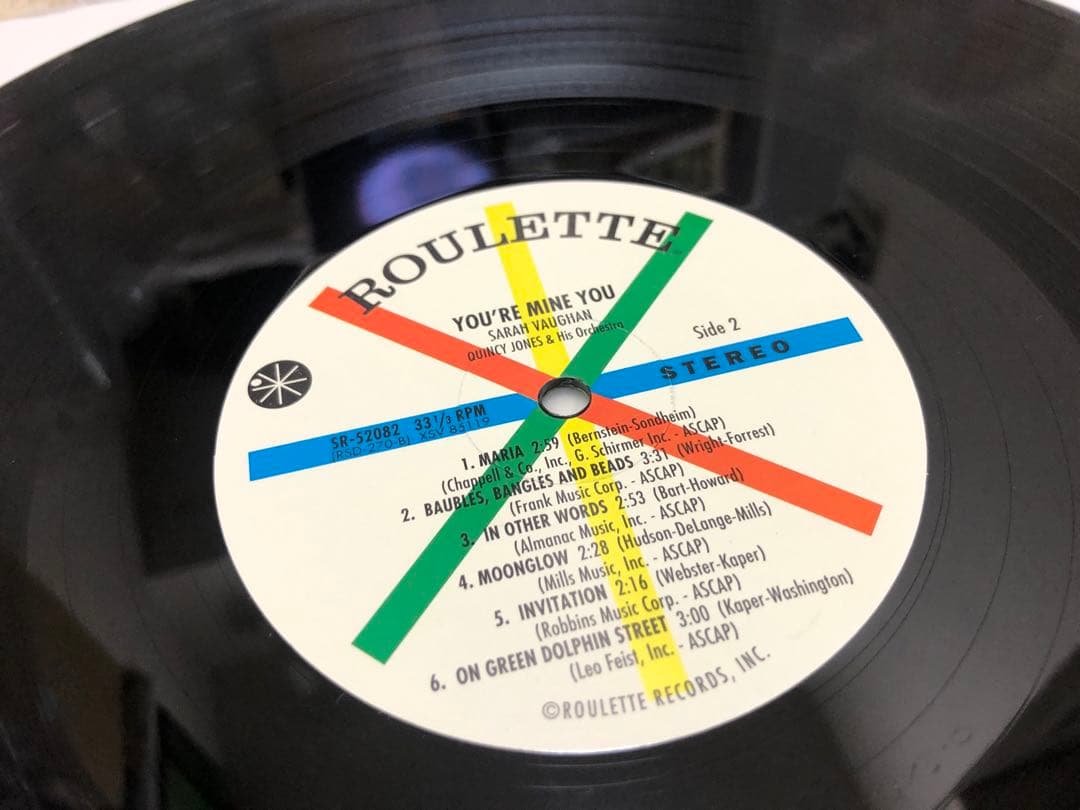 ROULETTE
YOU'RE MINE YOU
SARAH VAUGHAN
QUINCY JONES & His Orchestra
Side 2
STEREO
SR-52082 33 1/3 RPM
(RSD-270-B) XSV 85119
1. MARIA 2:59 (Bernstein-Sondheim)
(Chappell & Co., Inc., G. Schirmer Inc. - ASCAP)
2. BAUBLES, BANGLES AND BEADS 3:31 (Wright-Forrest)
(Frank Music Corp. - ASCAP)
3. IN OTHER WORDS 2:53 (Bart-Howard)
(Almanac Music, Inc. - ASCAP)
4. MOONGLOW 2:28 (Hudson-DeLange-Mills)
(Mills Music, Inc. - ASCAP)
5. INVITATION 2:16 (Webster-Kaper)
(Robbins Music Corp. - ASCAP)
6. ON GREEN DOLPHIN STREET 3:00 (Kaper-Washington)
(Leo Feist, Inc. - ASCAP)
©ROULETTE RECORDS, INC.